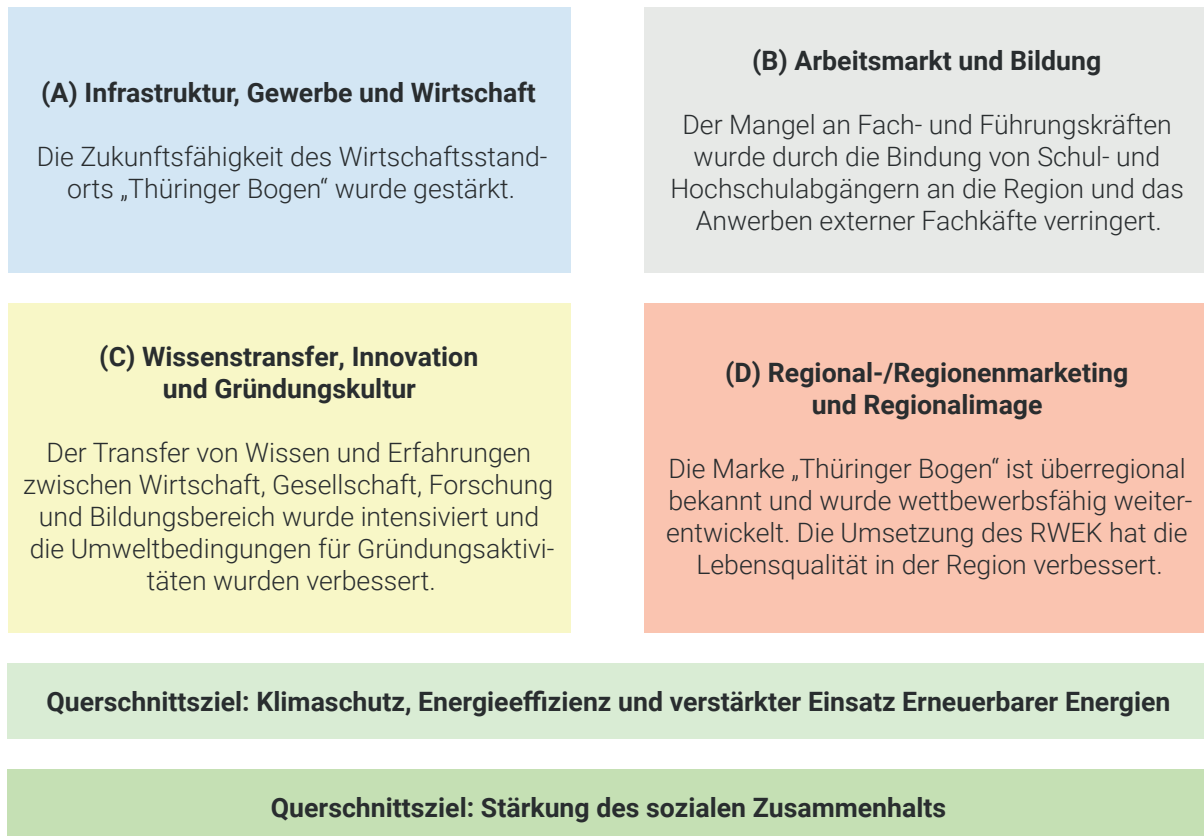 (A) Infrastruktur, Gewerbe und Wirtschaft
Die Zukunftsfähigkeit des Wirtschaftsstand-
orts „Thüringer Bogen“ wurde gestärkt.
(B) Arbeitsmarkt und Bildung
Der Mangel an Fach- und Führungskräften
wurde durch die Bindung von Schul- und
Hochschulabgängern an die Region und das
Anwerben externer Fachkäfte verringert.
(C) Wissenstransfer, Innovation
und Gründungskultur
Der Transfer von Wissen und Erfahrungen
zwischen Wirtschaft, Gesellschaft, Forschung
und Bildungsbereich wurde intensiviert und
die Umweltbedingungen für Gründungsaktivi-
täten wurden verbessert.
(D) Regional-/Regionenmarketing
und Regionalimage
Die Marke „Thüringer Bogen“ ist überregional
bekannt und wurde wettbewerbsfähig weiter-
entwickelt. Die Umsetzung des RWEK hat die
Lebensqualität in der Region verbessert.
Querschnittsziel: Klimaschutz, Energieeffizienz und verstärkter Einsatz Erneuerbarer Energien
Querschnittsziel: Stärkung des sozialen Zusammenhalts